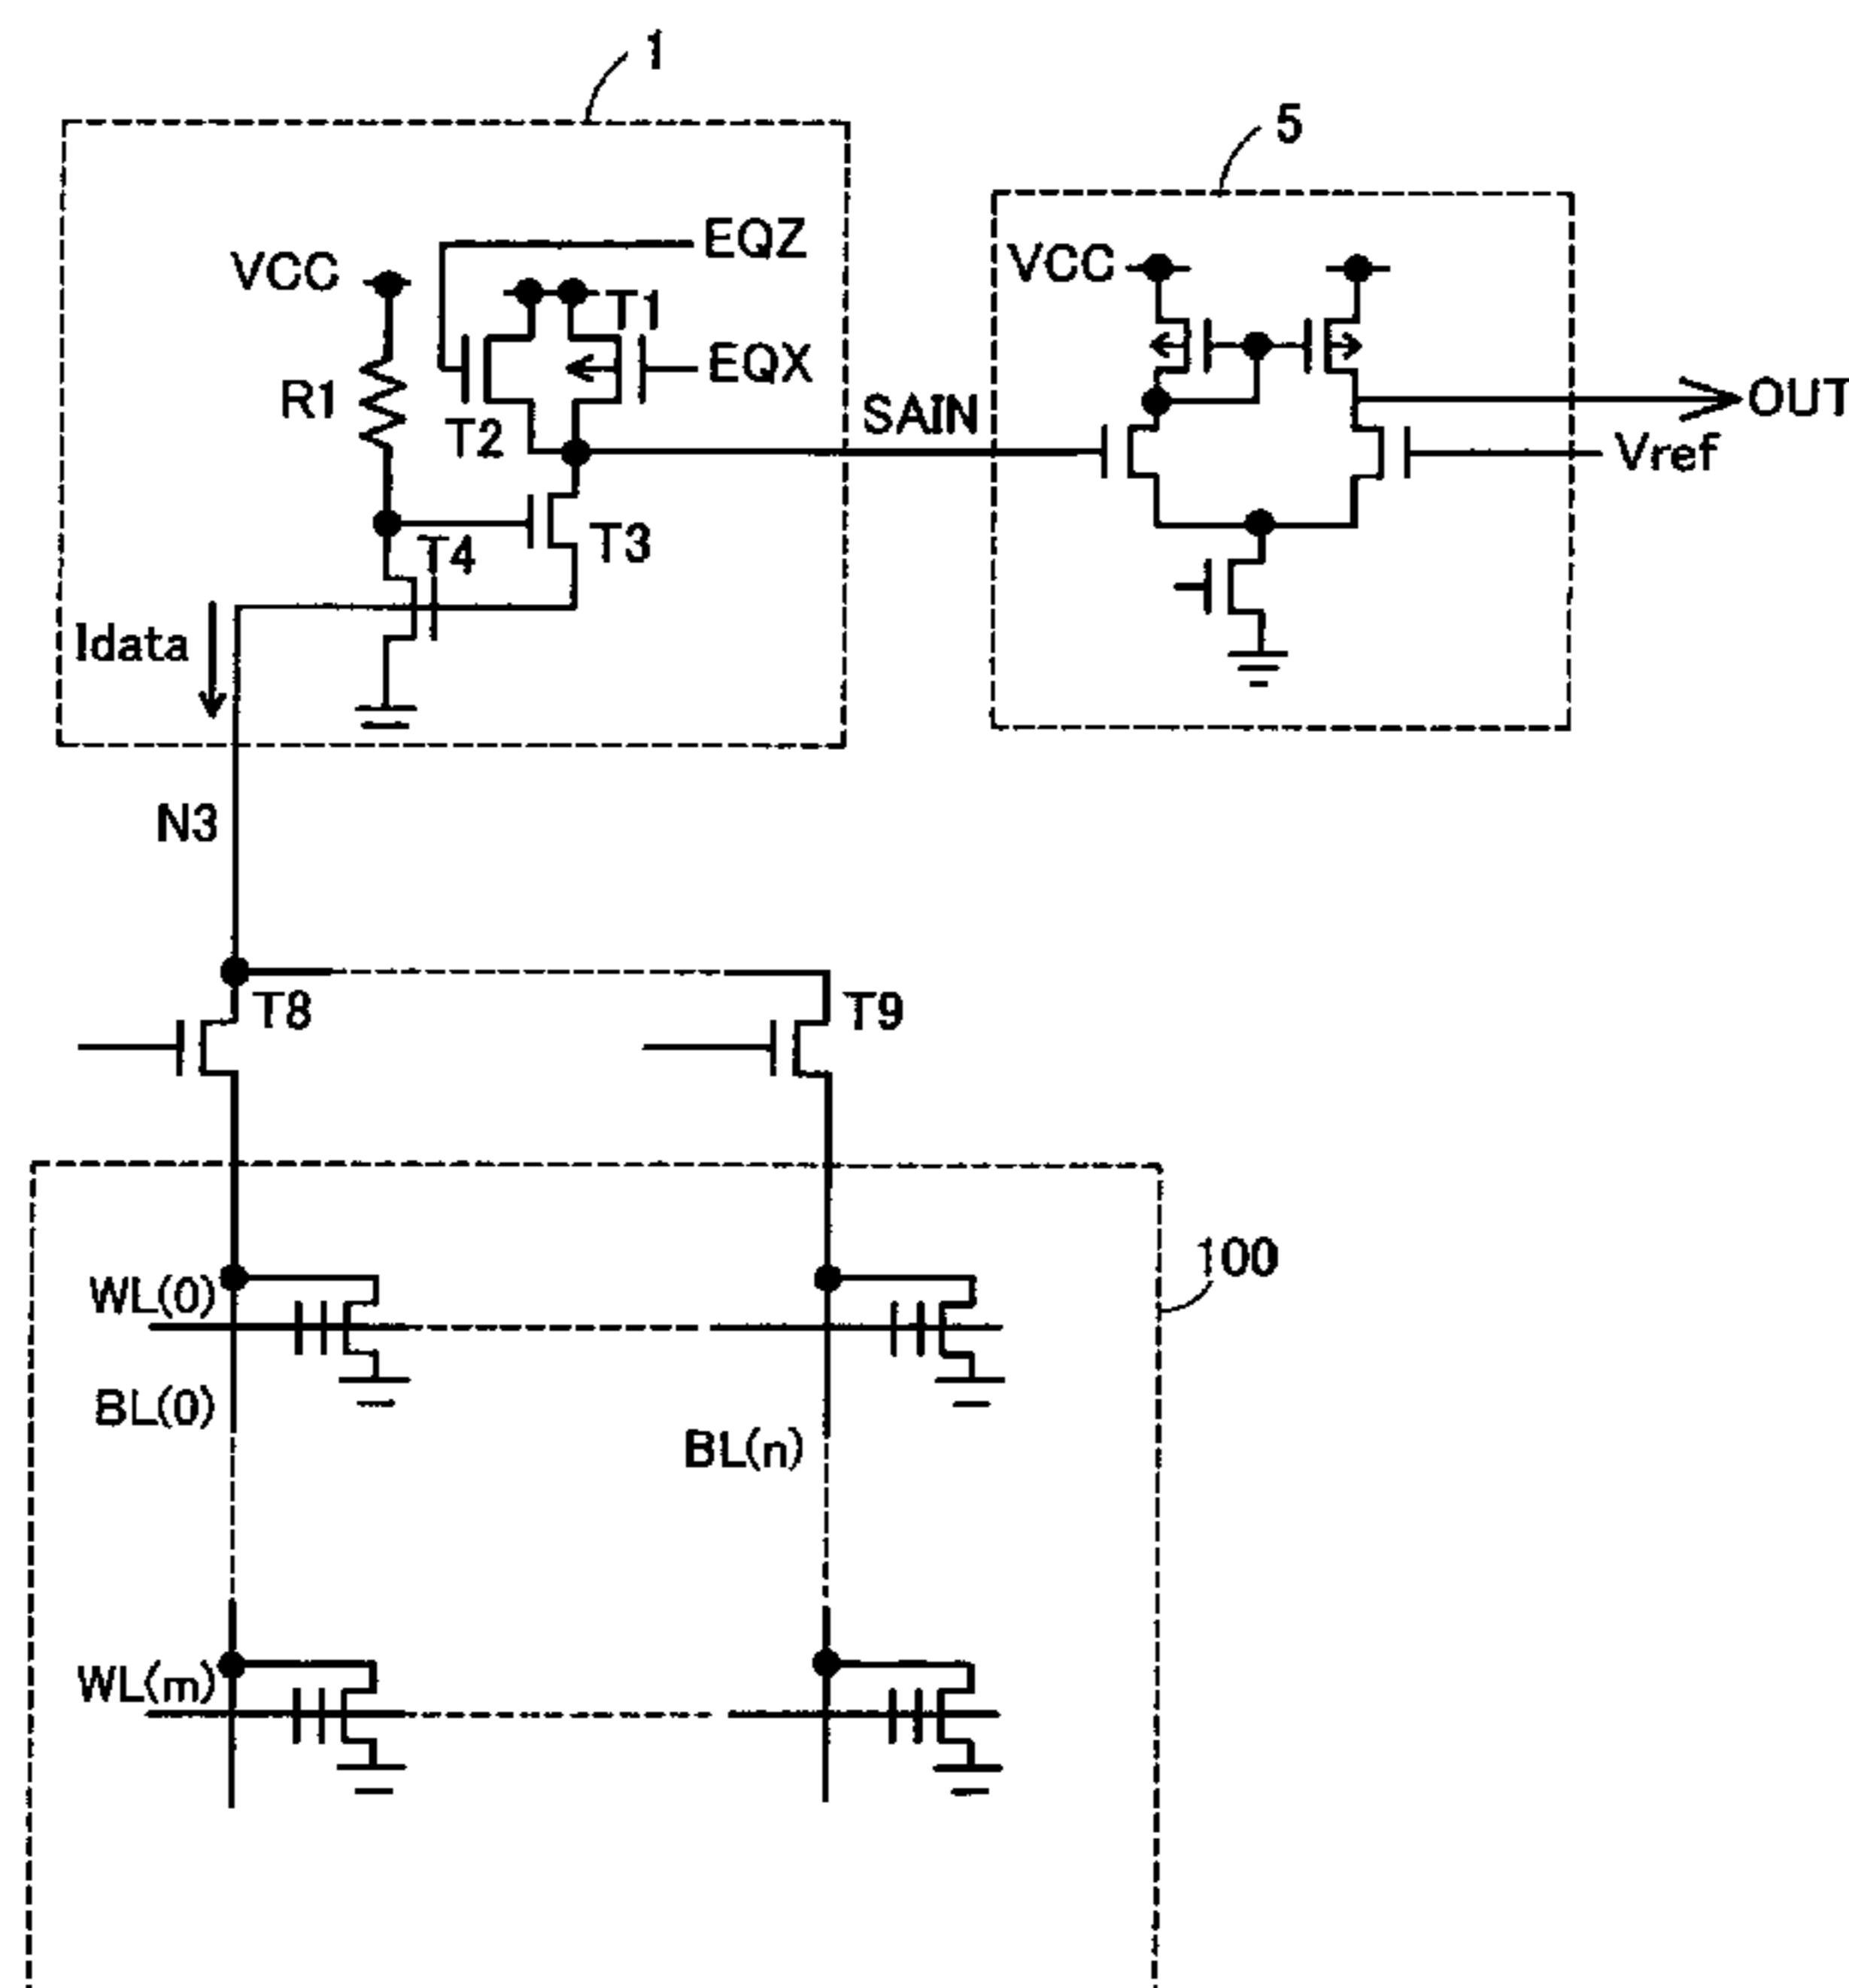 1
5
EQZ
VCC
T1
VCC
EQX
R1
SAIN
OUT
T2
Vref
T4
T3
Idata
N3
T8
T9
100
WL(0)
BL(0)
BL(n)
WL(m)